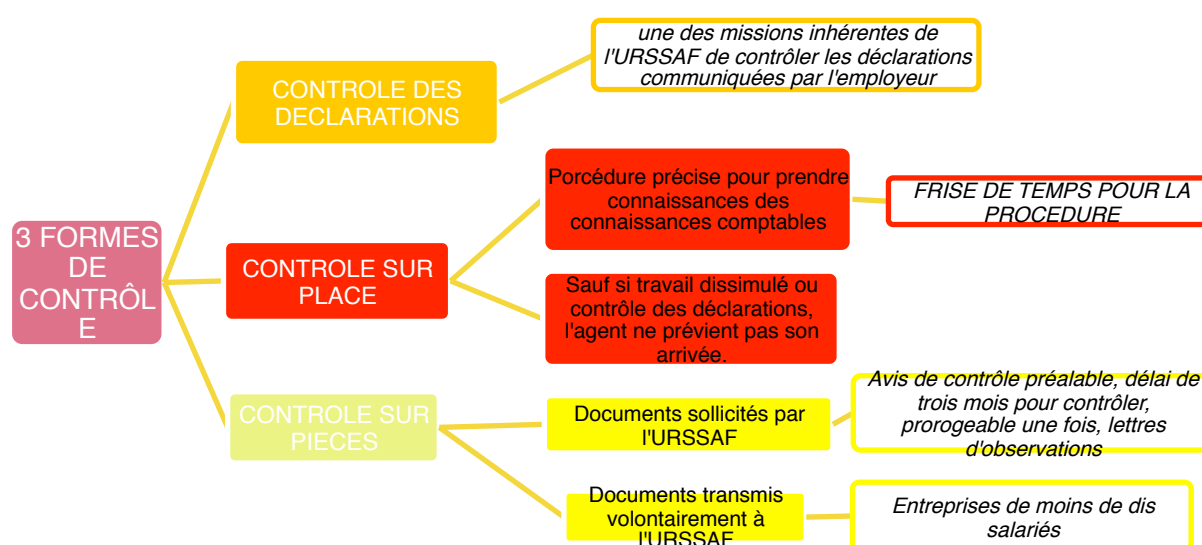 3 FORMES
DE
CONTRÔL
E
CONTROLE DES
DECLARATIONS
une des missions inhérentes de
l'URSSAF de contrôler les déclarations
communiquées par l'employeur
CONTROLE SUR
PLACE
Porcédure précise pour prendre
connaissances des
connaissances comptables
FRISE DE TEMPS POUR LA
PROCEDURE
Sauf si travail dissimulé ou
contrôle des déclarations,
l'agent ne prévient pas son
arrivée.
CONTROLE SUR
PIECES
Documents sollicités par
l'URSSAF
Avis de contrôle préalable, délai de
trois mois pour contrôler,
prorogeable une fois, lettres
d'observations
Documents transmis
volontairement à
l'URSSAF
Entreprises de moins de dis
salariés